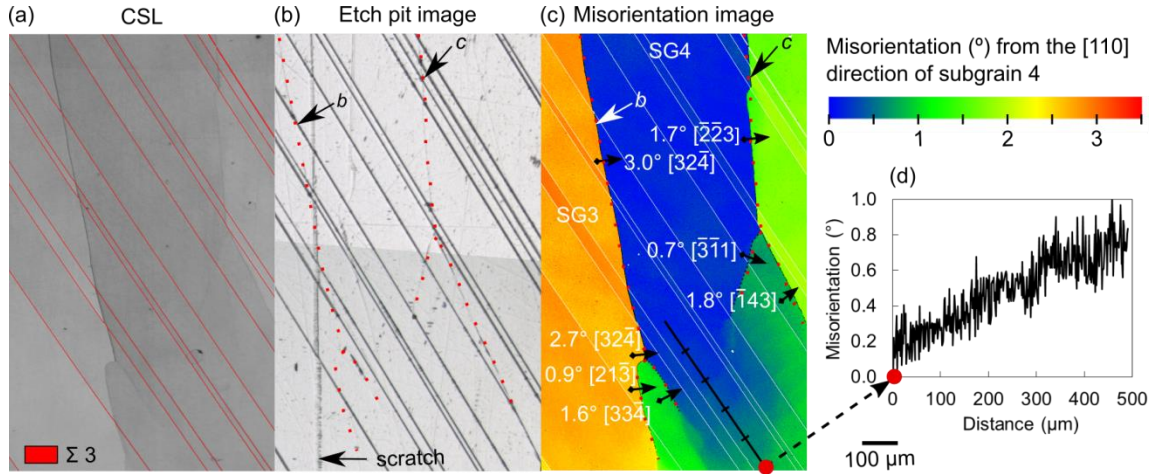 (a) CSL
(b) Etch pit image
(c) Misorientation image
b
c
scratch
Σ 3
SG4
c
b
1.7° [2̄2̄3]
3.0° [324̄]
SG3
0.7° [3̄1̄1]
1.8° [1̄43]
2.7° [324̄]
0.9° [213̄]
1.6° [334̄]
Misorientation (º) from the [110]
direction of subgrain 4
0 1 2 3
(d)
Misorientation (°)
1.0
0.8
0.6
0.4
0.2
0.0
0 100 200 300 400 500
Distance (µm)
100 µm